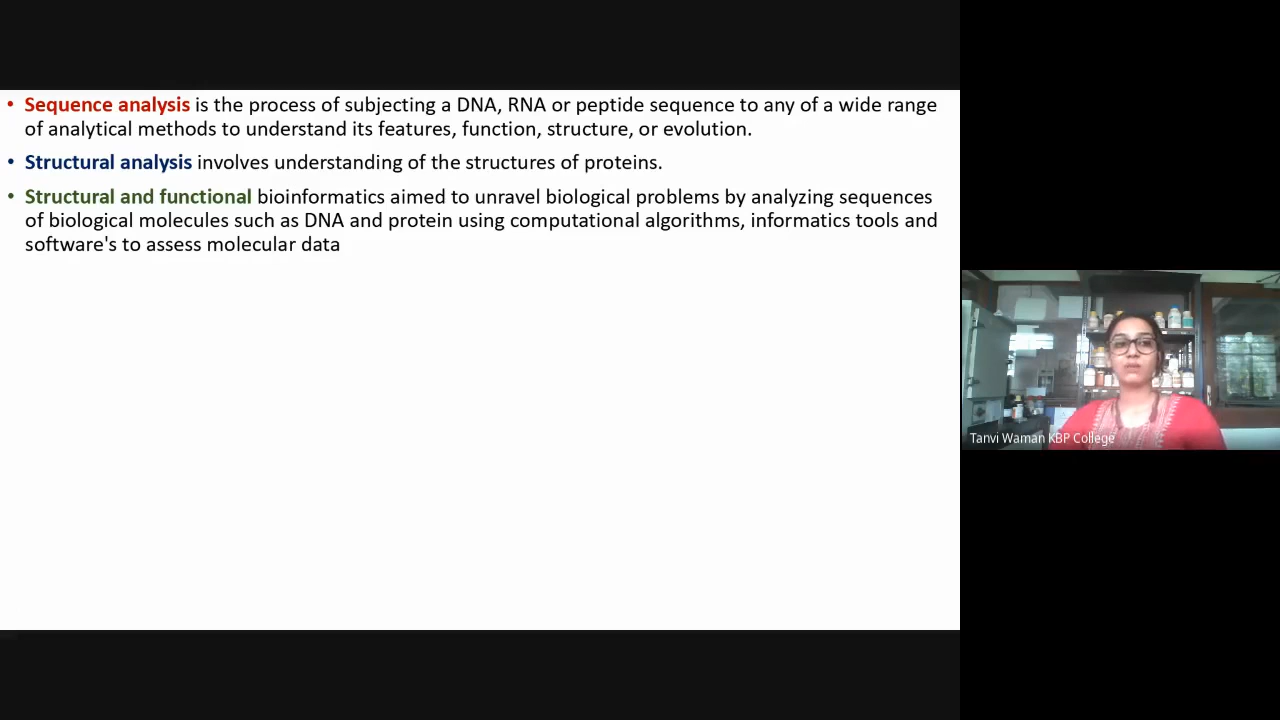 • Sequence analysis is the process of subjecting a DNA, RNA or peptide sequence to any of a wide range
of analytical methods to understand its features, function, structure, or evolution.
• Structural analysis involves understanding of the structures of proteins.
• Structural and functional bioinformatics aimed to unravel biological problems by analyzing sequences
of biological molecules such as DNA and protein using computational algorithms, informatics tools and
software's to assess molecular data
Tanvi Waman KBP College